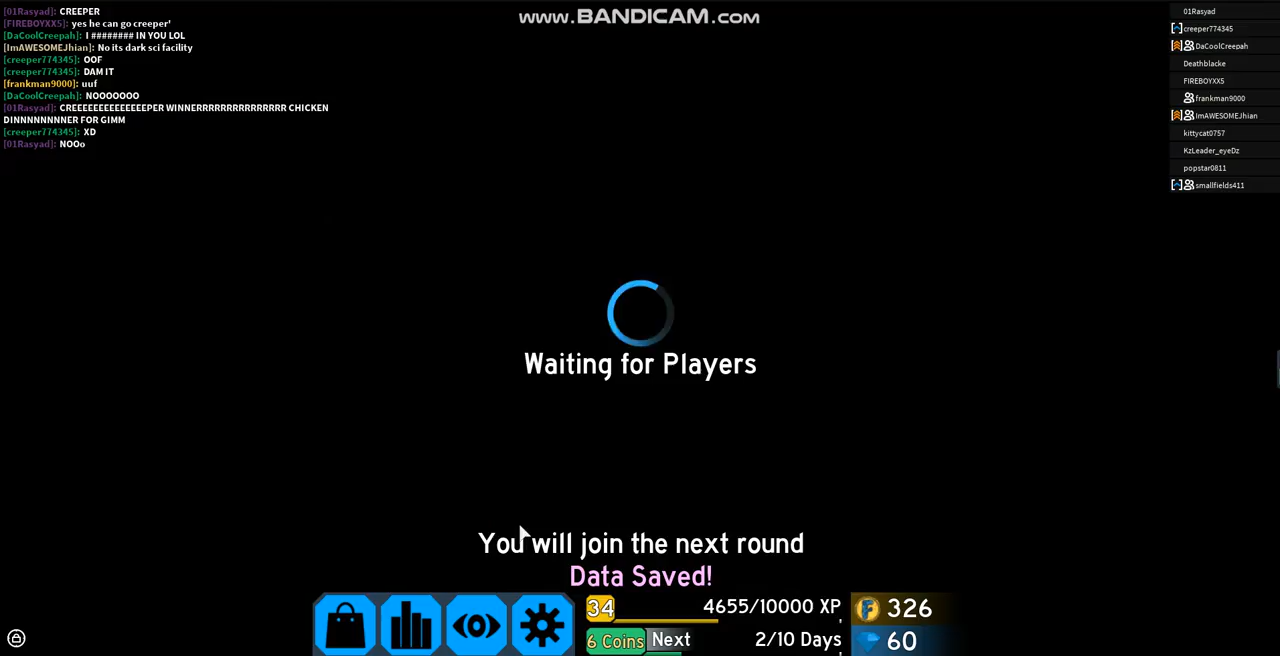 www.BANDICAM.com
[01Rasyad]: CREEPER
[FIREBOYXX5]: yes he can go creeper'
[DaCoolCreepah]: I ######## IN YOU LOL
[ImAWESOMEJhian]: No its dark sci facility
[creeper774345]: OOF
[creeper774345]: DAM IT
[frankman9000]: uuf
[DaCoolCreepah]: NOOOOOOO
[01Rasyad]: CREEEEEEEEEEEEEPER WINNERRRRRRRRRRRRRRR CHICKEN
DINNNNNNNNER FOR GIMM
[creeper774345]: XD
[01Rasyad]: NOOo
01Rasyad
creeper774345
DaCoolCreepah
Deathblacke
FIREBOYXX5
frankman9000
ImAWESOMEJhian
kittycat0757
KzLeader_eyeDz
popstar0811
smallfields411
Waiting for Players
You will join the next round
Data Saved!
34 4655/10000 XP
326
6 Coins Next 2/10 Days
60